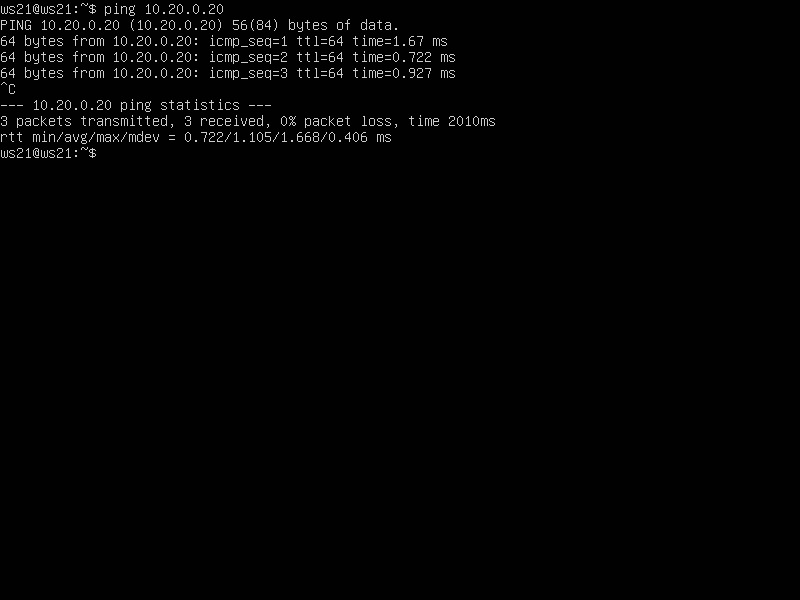 ws21@ws21:~$ ping 10.20.0.20
PING 10.20.0.20 (10.20.0.20) 56(84) bytes of data.
64 bytes from 10.20.0.20: icmp_seq=1 ttl=64 time=1.67 ms
64 bytes from 10.20.0.20: icmp_seq=2 ttl=64 time=0.722 ms
64 bytes from 10.20.0.20: icmp_seq=3 ttl=64 time=0.927 ms
^C
--- 10.20.0.20 ping statistics ---
3 packets transmitted, 3 received, 0% packet loss, time 2010ms
rtt min/avg/max/mdev = 0.722/1.105/1.668/0.406 ms
ws21@ws21:~$